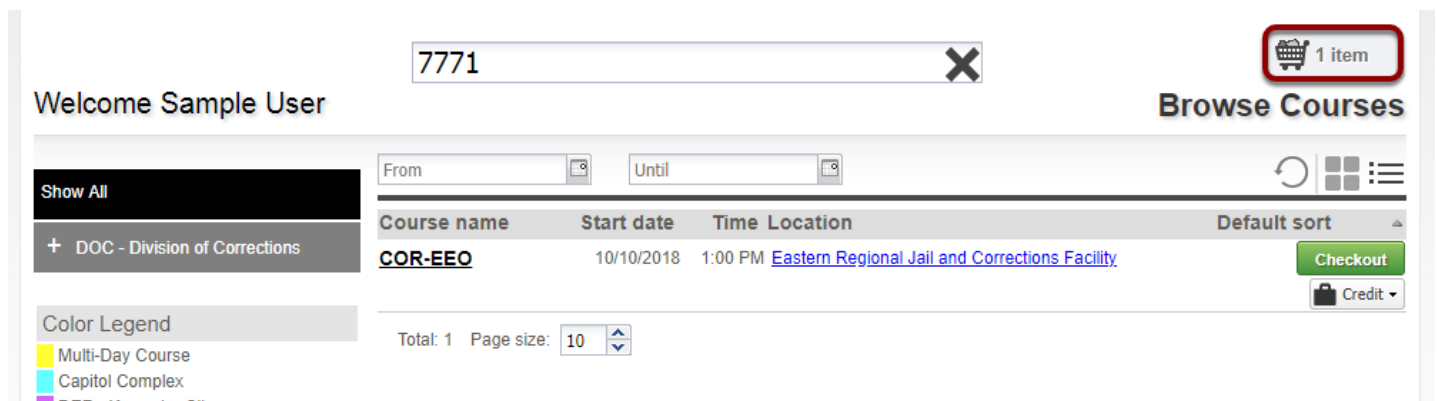 7771
1 item
Welcome Sample User
Browse Courses
From
Until
Show All
+ DOC - Division of Corrections
Course name Start date Time Location Default sort
COR-EEO 10/10/2018 1:00 PM Eastern Regional Jail and Corrections Facility Checkout
Credit
Total: 1 Page size: 10
Color Legend
Multi-Day Course
Capitol Complex